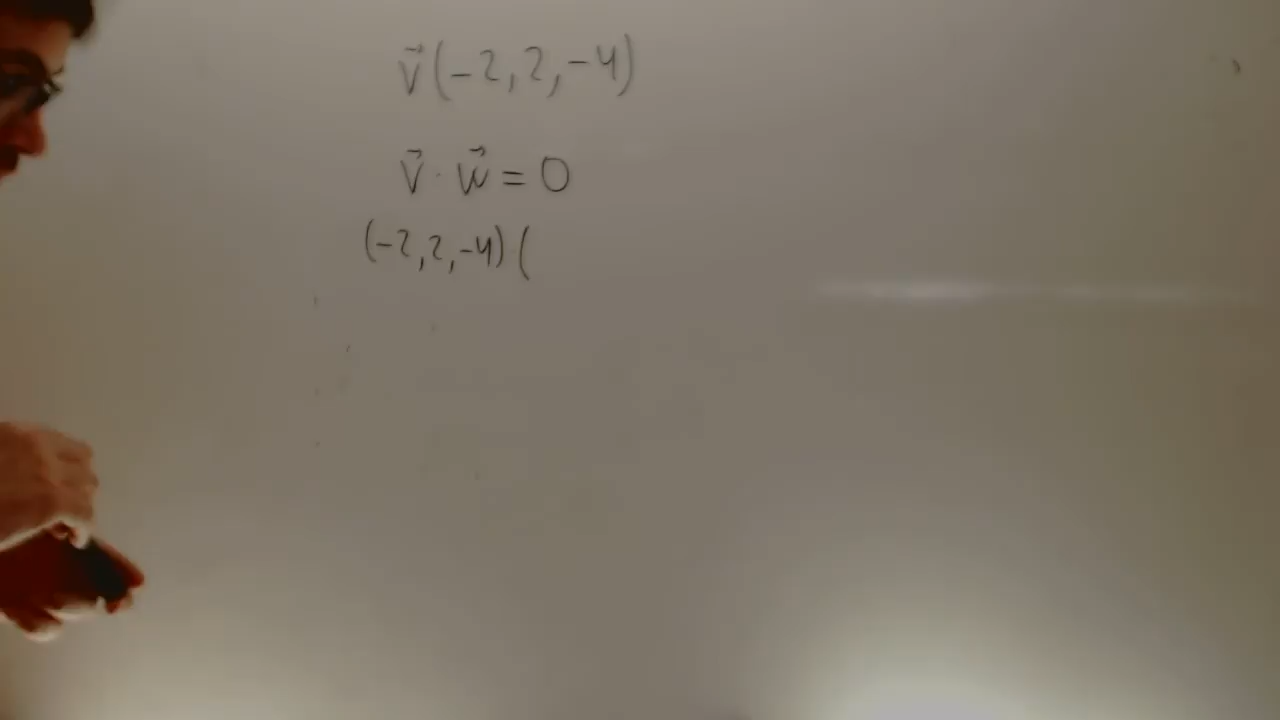 v⃗(-2, 2, -4)
v⃗ · w⃗ = 0
(-2, 2, -4) (